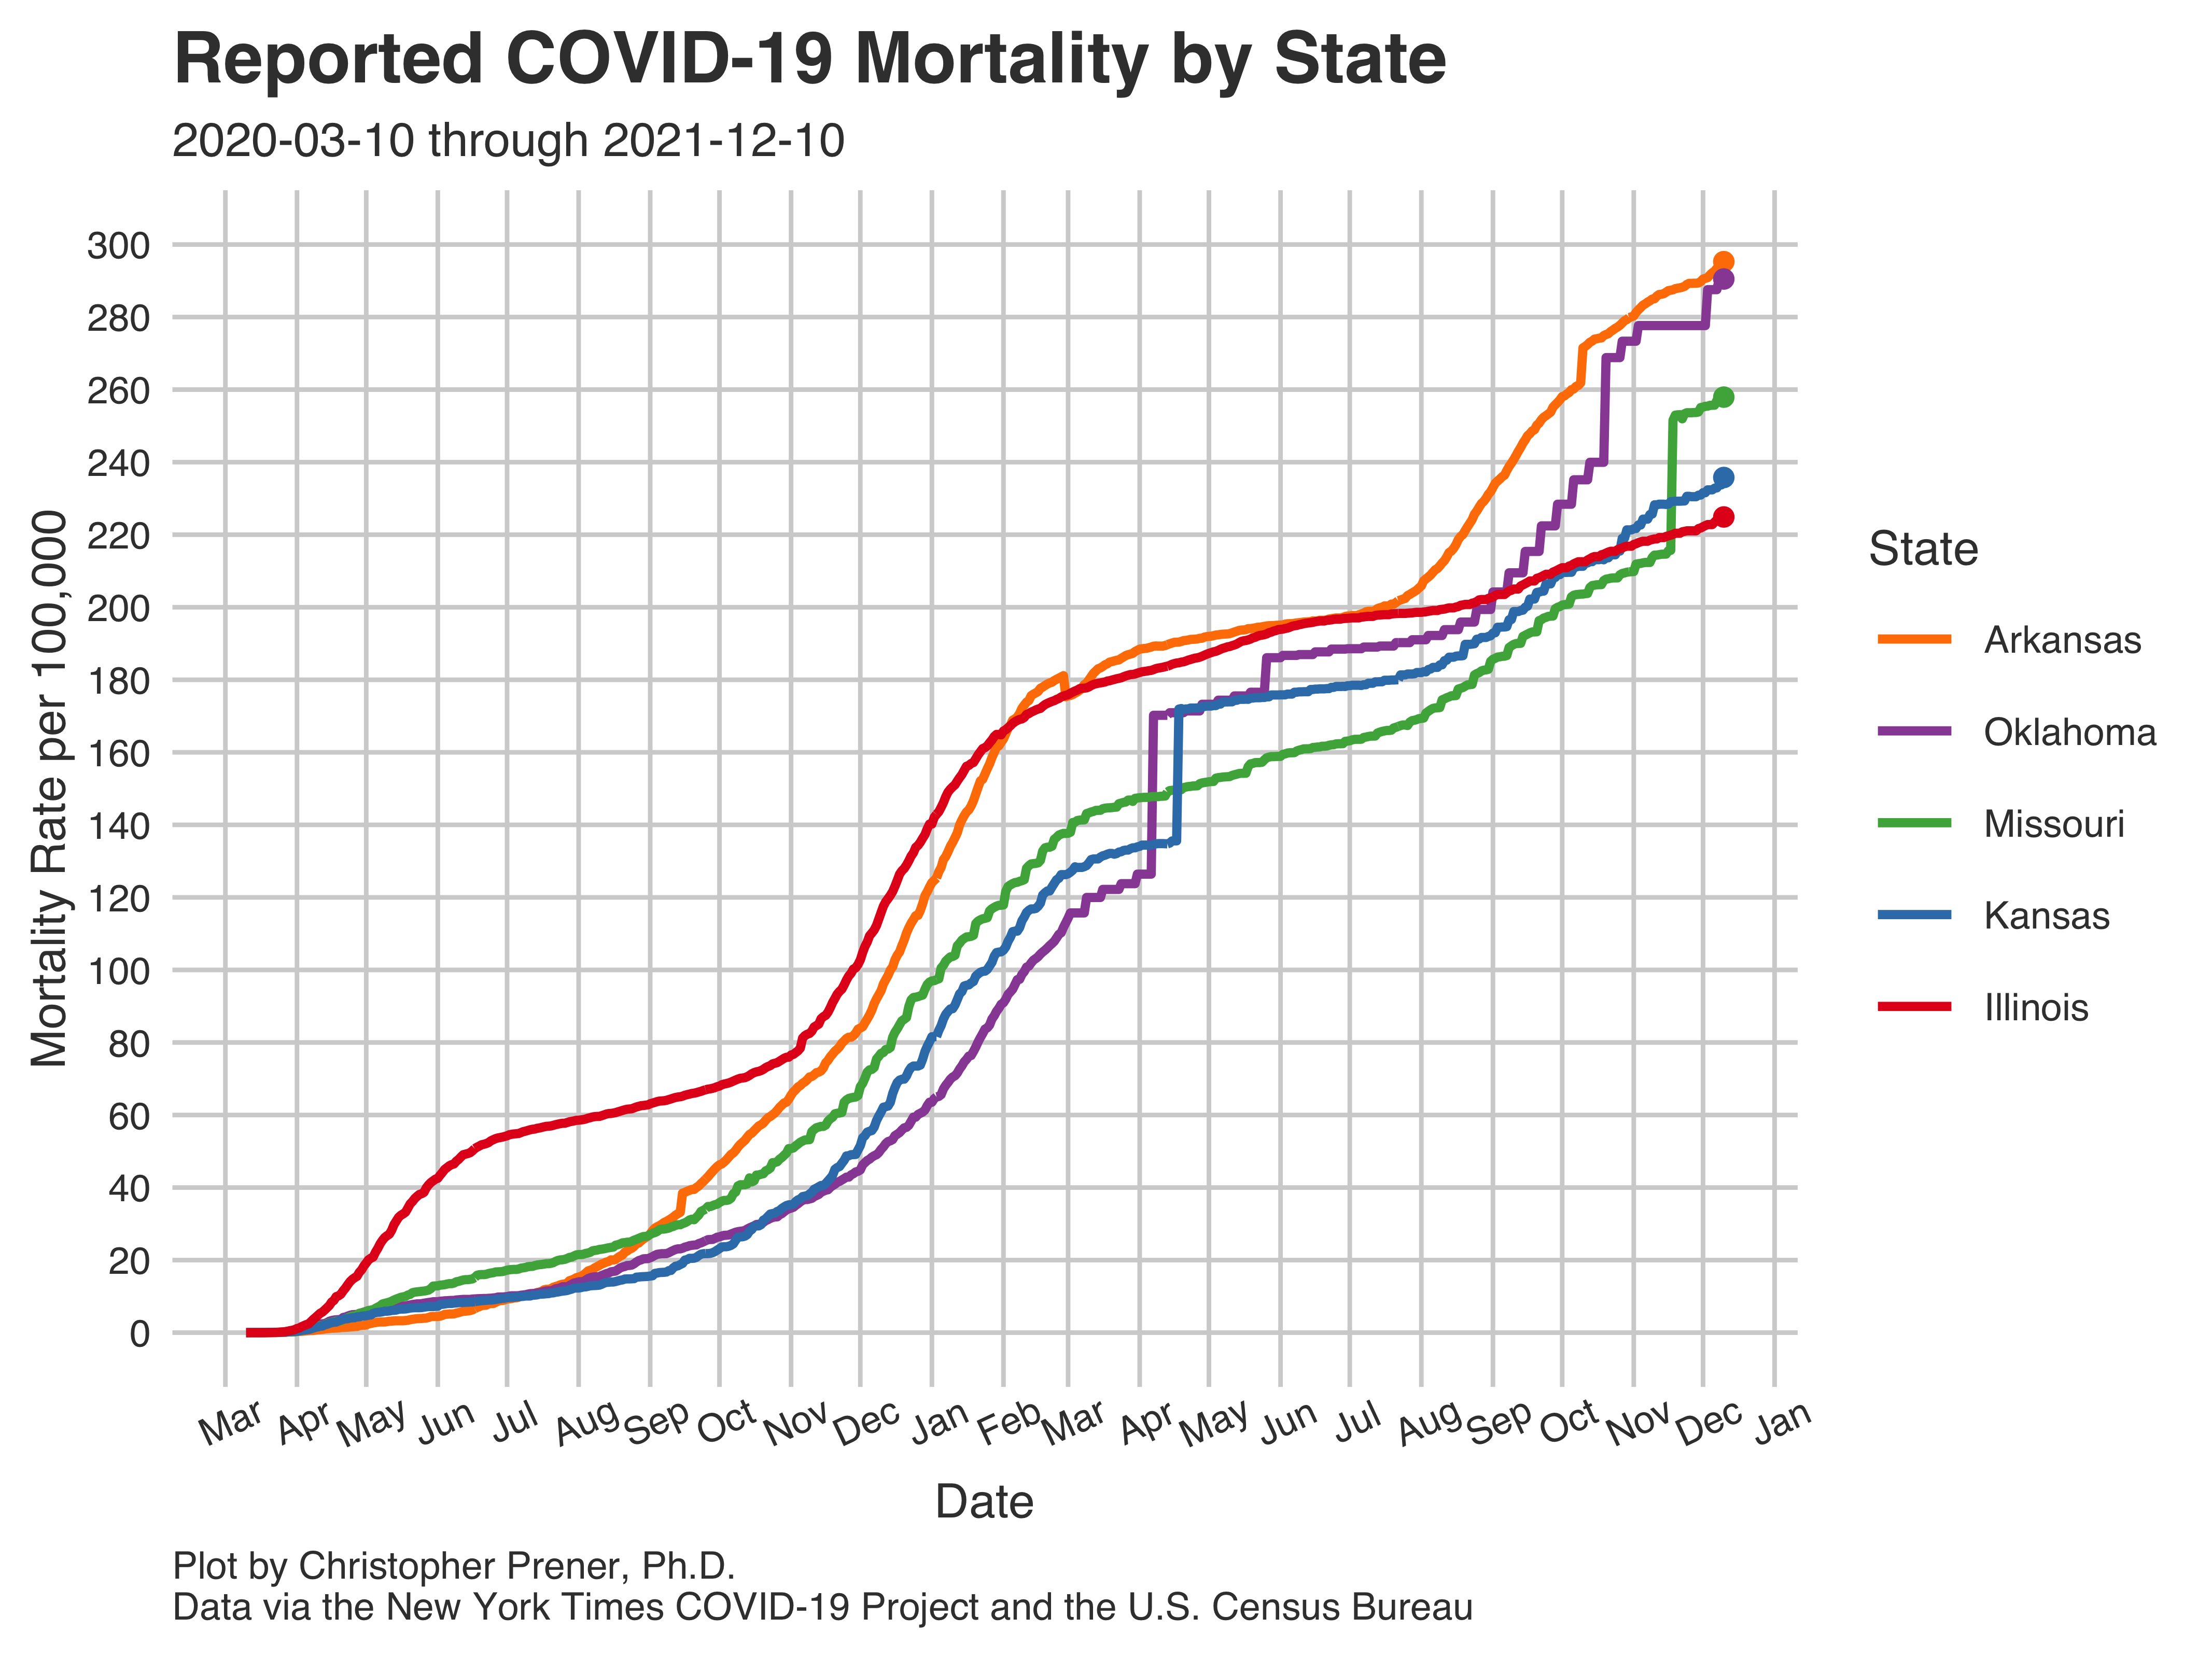 Reported COVID-19 Mortality by State
2020-03-10 through 2021-12-10
Mortality Rate per 100,000
300
280
260
240
220
200
180
160
140
120
100
80
60
40
20
0
Mar Apr May Jun Jul Aug Sep Oct Nov Dec Jan Feb Mar Apr May Jun Jul Aug Sep Oct Nov Dec Jan
Date
State
Arkansas
Oklahoma
Missouri
Kansas
Illinois
Plot by Christopher Prener, Ph.D.
Data via the New York Times COVID-19 Project and the U.S. Census Bureau